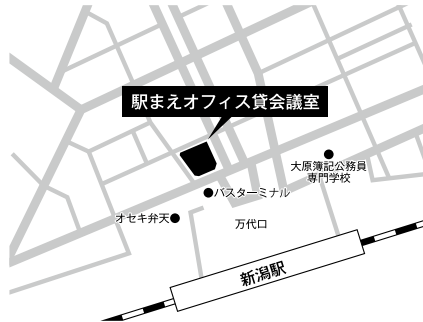 駅まえオフィス貸会議室
大原簿記公務員
専門学校
バスターミナル
オセキ弁天
万代口
新潟駅